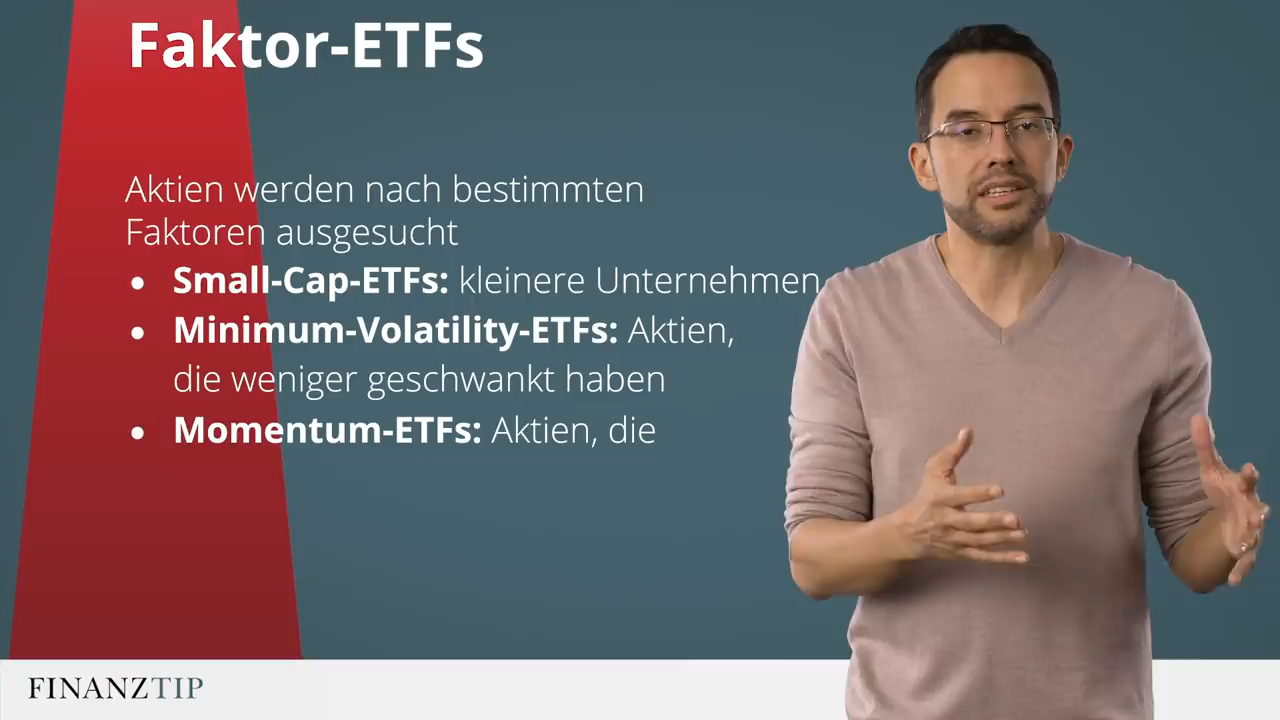 Faktor-ETFs
Aktien werden nach bestimmten
Faktoren ausgesucht
• Small-Cap-ETFs: kleinere Unternehmen
• Minimum-Volatility-ETFs: Aktien,
die weniger geschwankt haben
• Momentum-ETFs: Aktien, die
FINANZTIP